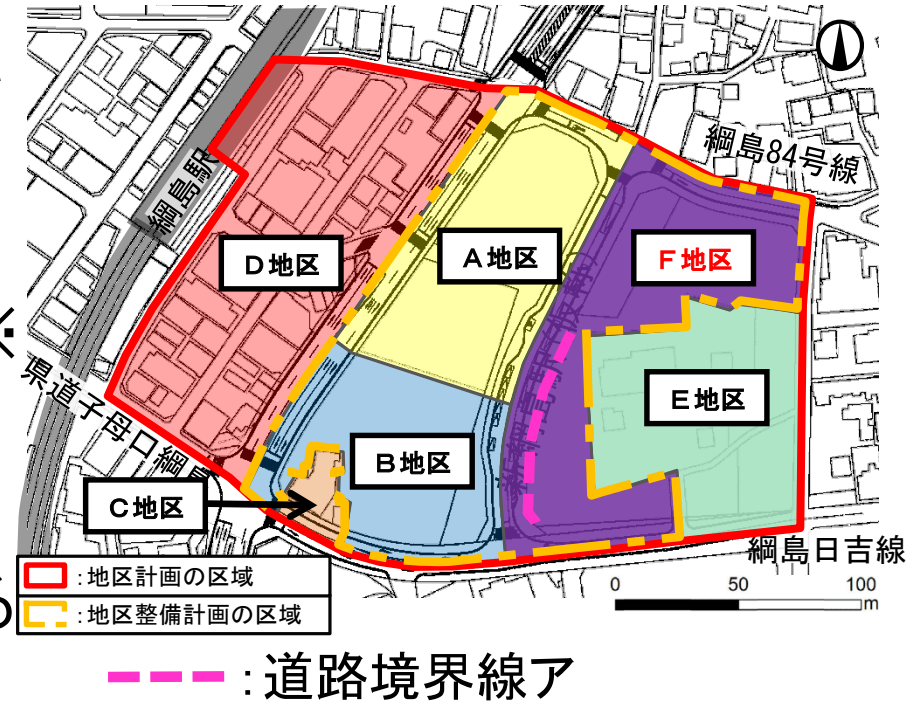 綱島84号線
綱島駅
D地区
A地区
F地区
※
E地区
県道子母口綱島
B地区
C地区
綱島日吉線
:地区計画の区域
:地区整備計画の区域
0 50 100
m
:道路境界線ア